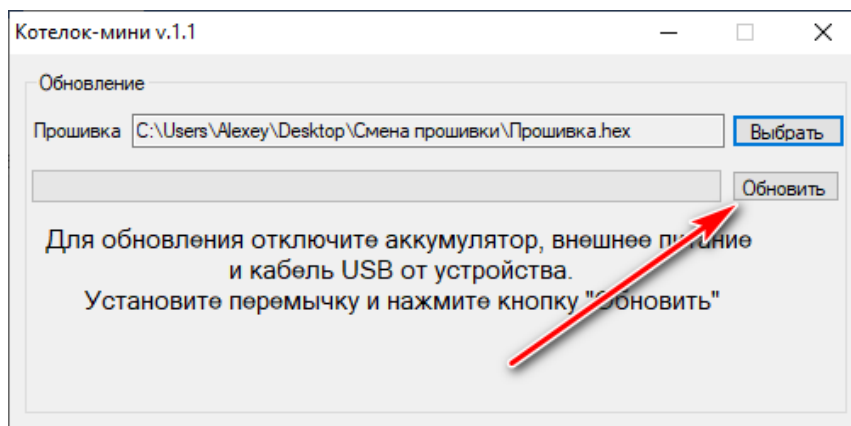 Котелок-мини v.1.1
Обновление
Прошивка C:\Users\Alexey\Desktop\Смена прошивки\Прошивка.hex Выбрать
Обновить
Для обновления отключите аккумулятор, внешнее питание
и кабель USB от устройства.
Установите перемычку и нажмите кнопку "Обновить"